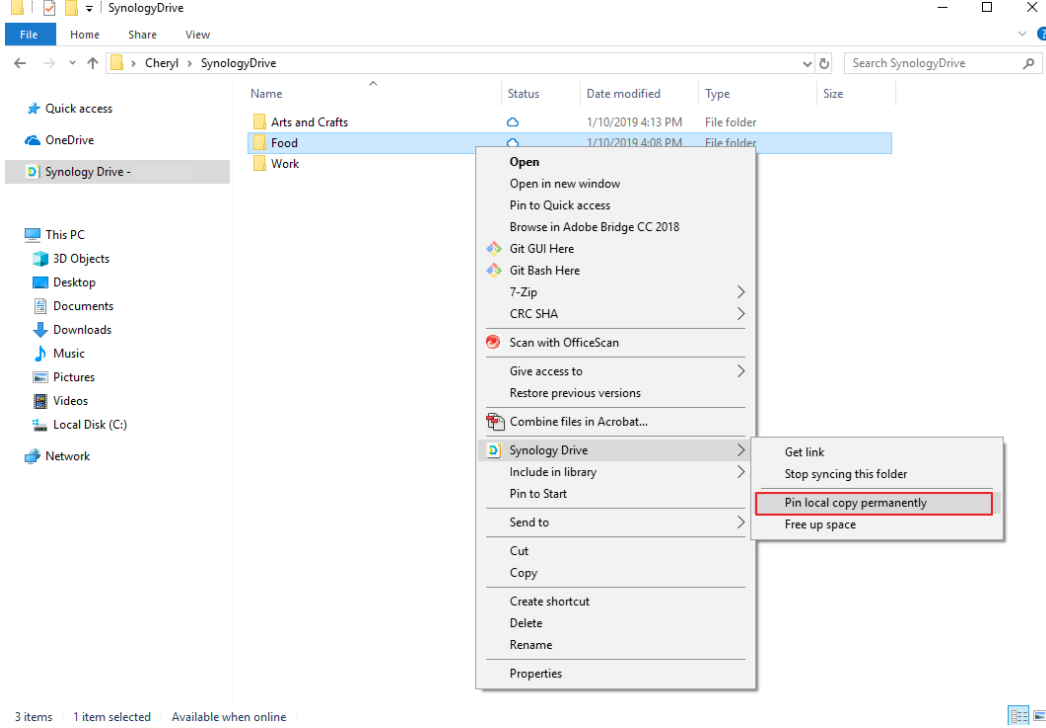 SynologyDrive
File Home Share View
Cheryl SynologyDrive Search SynologyDrive
Name Status Date modified Type Size
Quick access
OneDrive
Synology Drive -
This PC
3D Objects
Desktop
Documents
Downloads
Music
Pictures
Videos
Local Disk (C:)
Network
Arts and Crafts 1/10/2019 4:13 PM File folder
Food 1/10/2019 4:08 PM File folder
Work
Open
Open in new window
Pin to Quick access
Browse in Adobe Bridge CC 2018
Git GUI Here
Git Bash Here
7-Zip
CRC SHA
Scan with OfficeScan
Give access to
Restore previous versions
Combine files in Acrobat...
Synology Drive
Include in library
Pin to Start
Send to
Cut
Copy
Create shortcut
Delete
Rename
Properties
Get link
Stop syncing this folder
Pin local copy permanently
Free up space
3 items 1 item selected Available when online